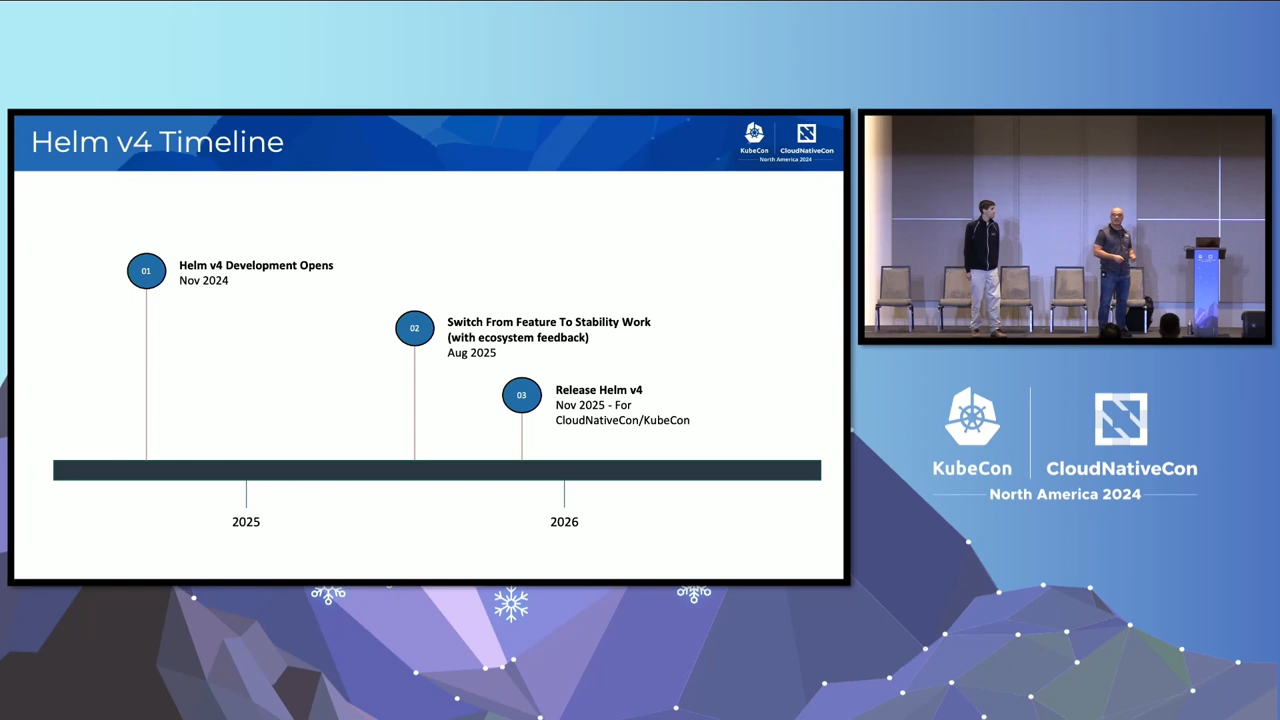 Helm v4 Timeline
KubeCon
CloudNativeCon
North America 2024
01
Helm v4 Development Opens
Nov 2024
02
Switch From Feature To Stability Work
(with ecosystem feedback)
Aug 2025
03
Release Helm v4
Nov 2025 - For
CloudNativeCon/KubeCon
2025
2026
KubeCon
CloudNativeCon
North America 2024